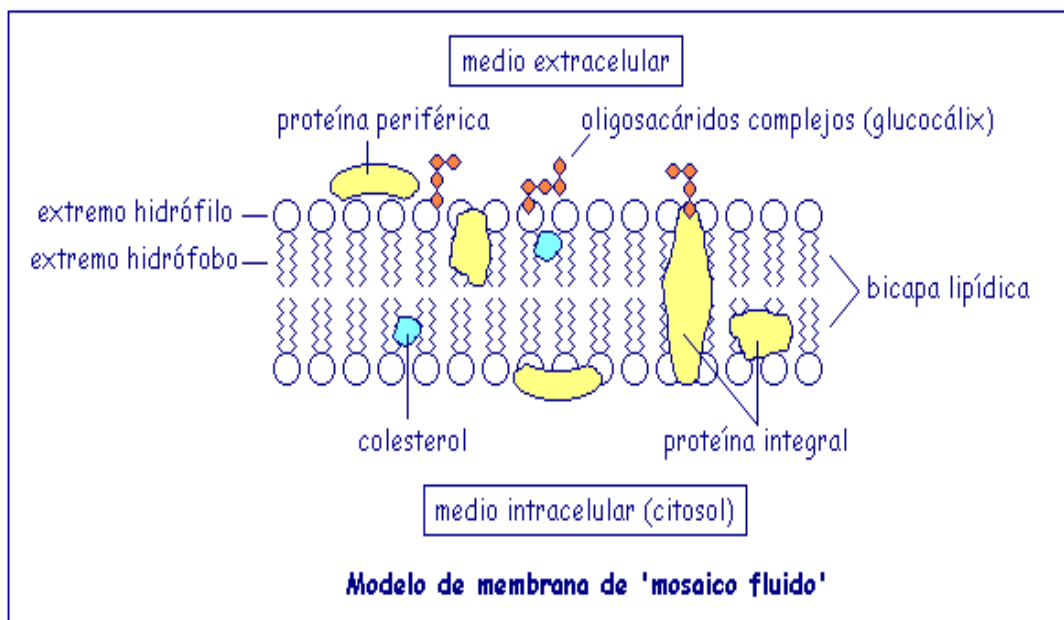 medio extracelular
proteína periférica
oligosacáridos complejos (glucocálix)
extremo hidrófilo
extremo hidrófobo
bicapa lipídica
colesterol
proteína integral
medio intracelular (citosol)
Modelo de membrana de 'mosaico fluido'